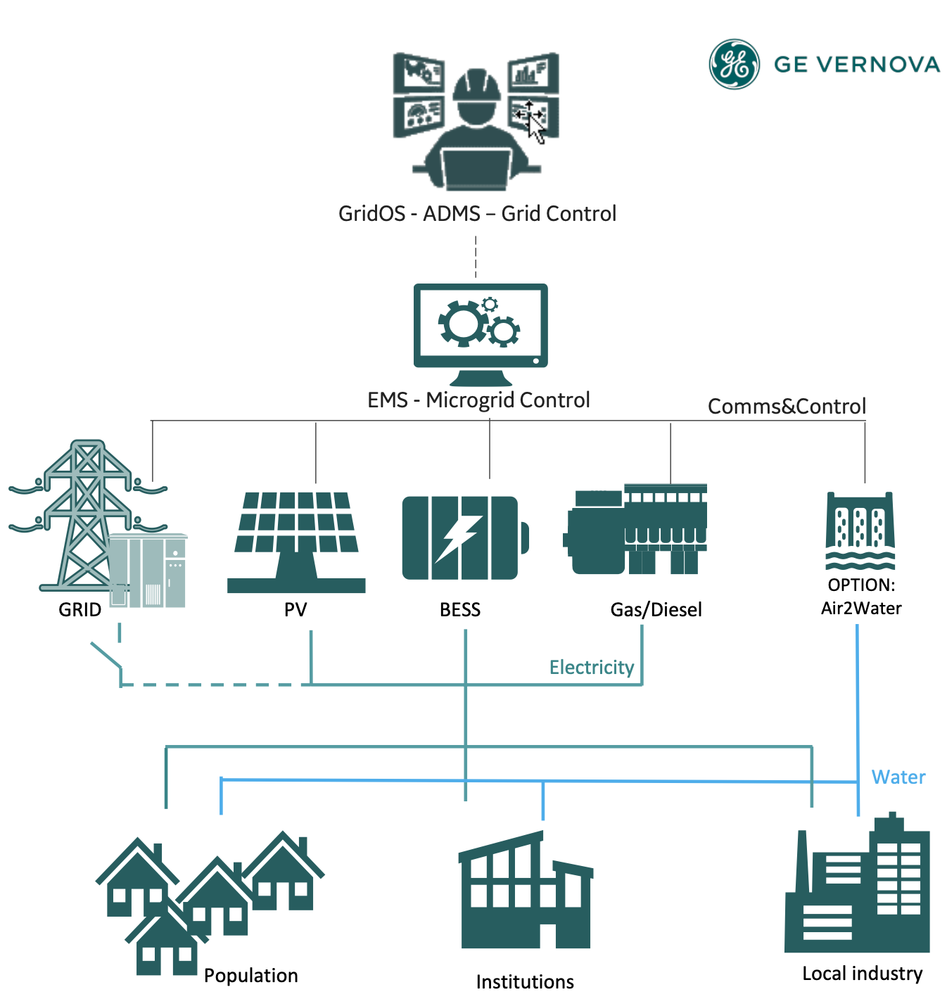 GE VERNOVA
GridOS - ADMS – Grid Control
EMS - Microgrid Control
Comms&Control
GRID
PV
BESS
Gas/Diesel
OPTION:
Air2Water
Electricity
Water
Population
Institutions
Local industry